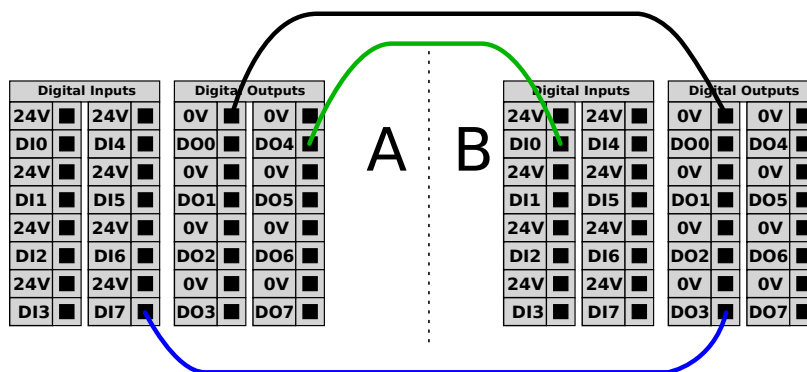 Digital Inputs Digital Outputs Digital Inputs Digital Outputs
24V 24V 0V 0V 24V 24V 0V 0V
DI0 DI4 DO0 DO4 A B DI0 DI4 DO0 DO4
24V 24V 0V 0V 24V 24V 0V 0V
DI1 DI5 DO1 DO5 DI1 DI5 DO1 DO5
24V 24V 0V 0V 24V 24V 0V 0V
DI2 DI6 DO2 DO6 DI2 DI6 DO2 DO6
24V 24V 0V 0V 24V 24V 0V 0V
DI3 DI7 DO3 DO7 DI3 DI7 DO3 DO7